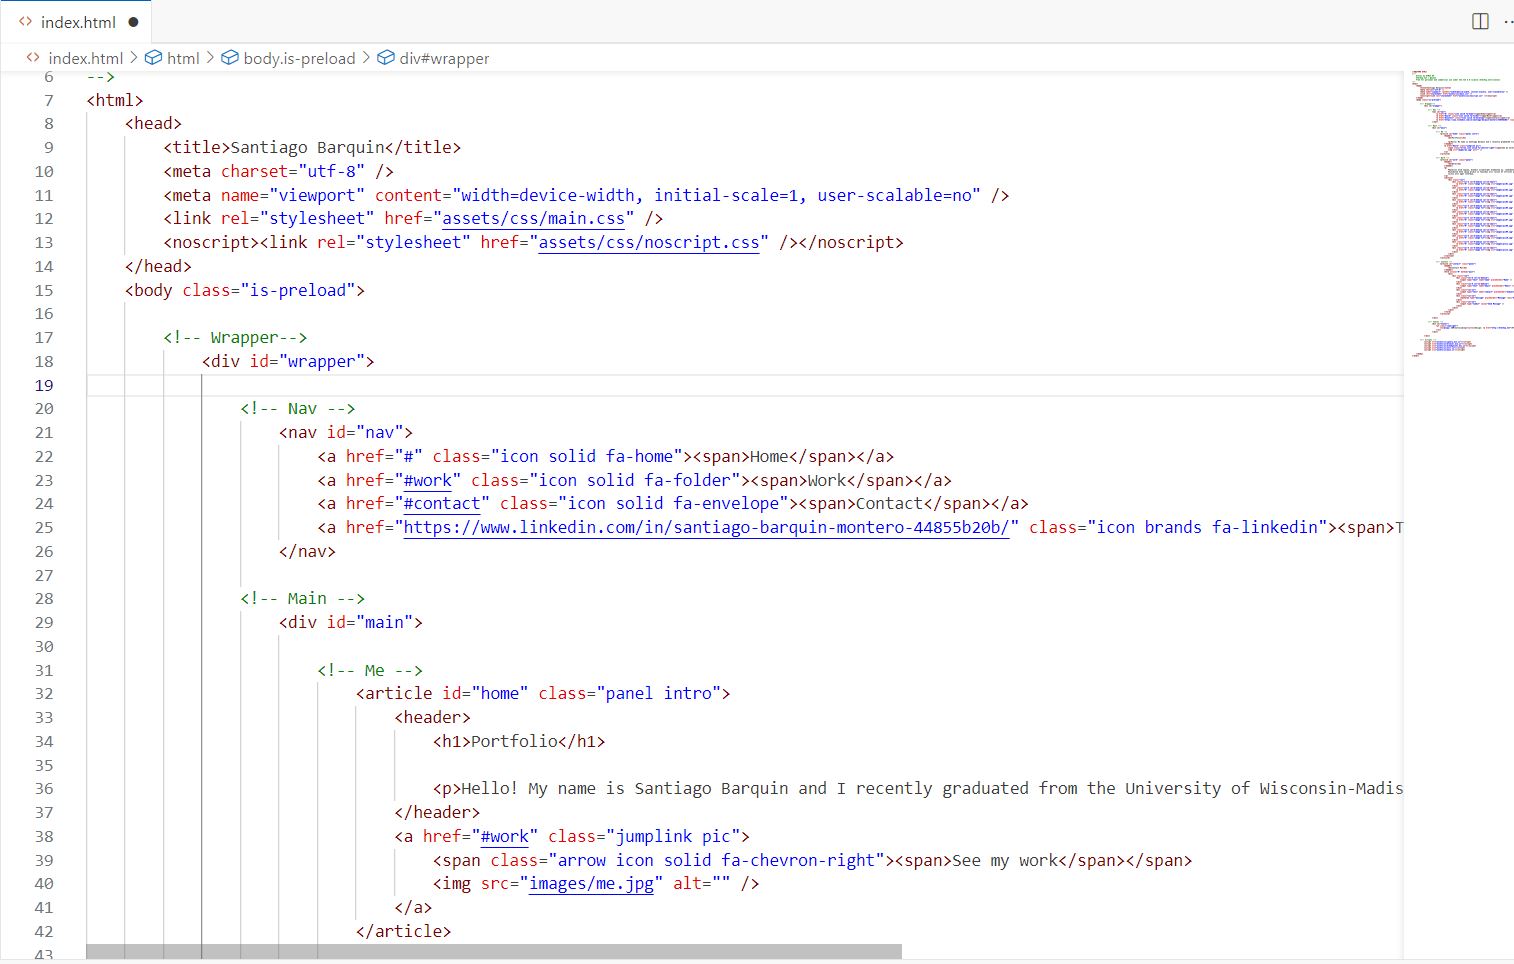 index.html
index.html > html > body.is-preload > div#wrapper
6 -->
7 <html>
8 <head>
9 <title>Santiago Barquin</title>
10 <meta charset="utf-8" />
11 <meta name="viewport" content="width=device-width, initial-scale=1, user-scalable=no" />
12 <link rel="stylesheet" href="assets/css/main.css" />
13 <noscript><link rel="stylesheet" href="assets/css/noscript.css" /></noscript>
14 </head>
15 <body class="is-preload">
16
17 <!-- Wrapper-->
18 <div id="wrapper">
19
20 <!-- Nav -->
21 <nav id="nav">
22 <a href="#" class="icon solid fa-home"><span>Home</span></a>
23 <a href="#work" class="icon solid fa-folder"><span>Work</span></a>
24 <a href="#contact" class="icon solid fa-envelope"><span>Contact</span></a>
25 <a href="https://www.linkedin.com/in/santiago-barquin-montero-44855b20b/" class="icon brands fa-linkedin"><span>T
26 </nav>
27
28 <!-- Main -->
29 <div id="main">
30
31 <!-- Me -->
32 <article id="home" class="panel intro">
33 <header>
34 <h1>Portfolio</h1>
35
36 <p>Hello! My name is Santiago Barquin and I recently graduated from the University of Wisconsin-Madis
37 </header>
38 <a href="#work" class="jumplink pic">
39 <span class="arrow icon solid fa-chevron-right"><span>See my work</span></span>
40 <img src="images/me.jpg" alt="" />
41 </a>
42 </article>
43